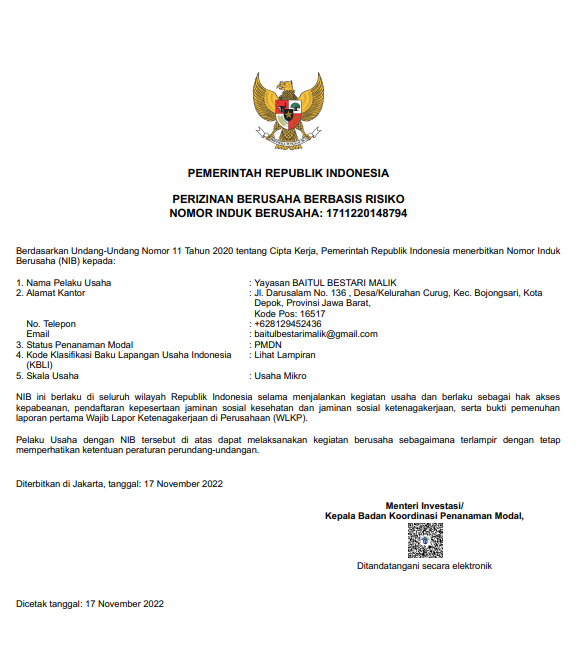 PEMERINTAH REPUBLIK INDONESIA
PERIZINAN BERUSAHA BERBASIS RISIKO
NOMOR INDUK BERUSAHA: 1711220148794
Berdasarkan Undang-Undang Nomor 11 Tahun 2020 tentang Cipta Kerja, Pemerintah Republik Indonesia menerbitkan Nomor Induk
Berusaha (NIB) kepada:
1. Nama Pelaku Usaha : Yayasan BAITUL BESTARI MALIK
2. Alamat Kantor : Jl. Darusalam No. 136 , Desa/Kelurahan Curug, Kec. Bojongsari, Kota
Depok, Provinsi Jawa Barat,
Kode Pos: 16517
No. Telepon : +628129452436
Email : baitulbestarimalik@gmail.com
3. Status Penanaman Modal : PMDN
4. Kode Klasifikasi Baku Lapangan Usaha Indonesia : Lihat Lampiran
(KBLI)
5. Skala Usaha : Usaha Mikro
NIB ini berlaku di seluruh wilayah Republik Indonesia selama menjalankan kegiatan usaha dan berlaku sebagai hak akses
kepabeanan, pendaftaran kepesertaan jaminan sosial kesehatan dan jaminan sosial ketenagakerjaan, serta bukti pemenuhan
laporan pertama Wajib Lapor Ketenagakerjaan di Perusahaan (WLKP).
Pelaku Usaha dengan NIB tersebut di atas dapat melaksanakan kegiatan berusaha sebagaimana terlampir dengan tetap
memperhatikan ketentuan peraturan perundang-undangan.
Diterbitkan di Jakarta, tanggal: 17 November 2022
Menteri Investasi/
Kepala Badan Koordinasi Penanaman Modal,
Ditandatangani secara elektronik
Dicetak tanggal: 17 November 2022